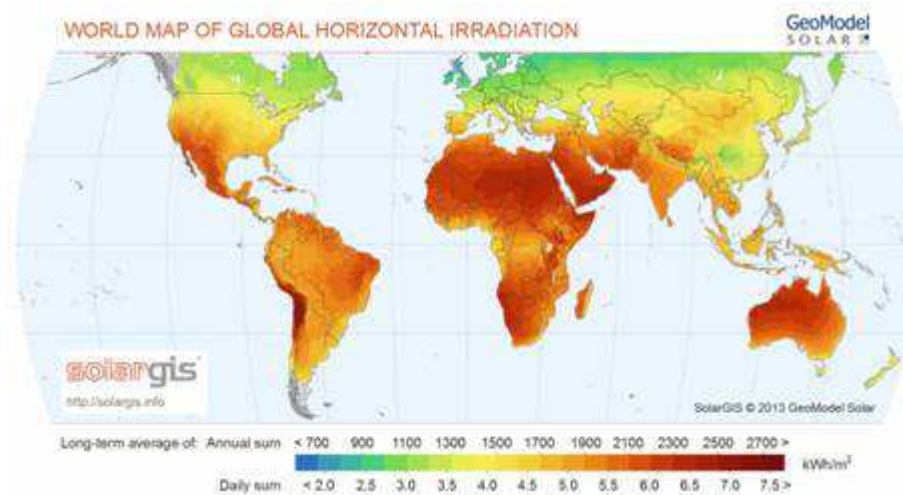 WORLD MAP OF GLOBAL HORIZONTAL IRRADIATION
GeoModel
SOLAR
solargis
http://solargis.info
SolarGIS © 2013 GeoModel Solar
Long-term average of: Annual sum < 700 900 1100 1300 1500 1700 1900 2100 2300 2500 2700 >
kWh/m²
Daily sum < 2.0 2.5 3.0 3.5 4.0 4.5 5.0 5.5 6.0 6.5 7.0 7.5 >